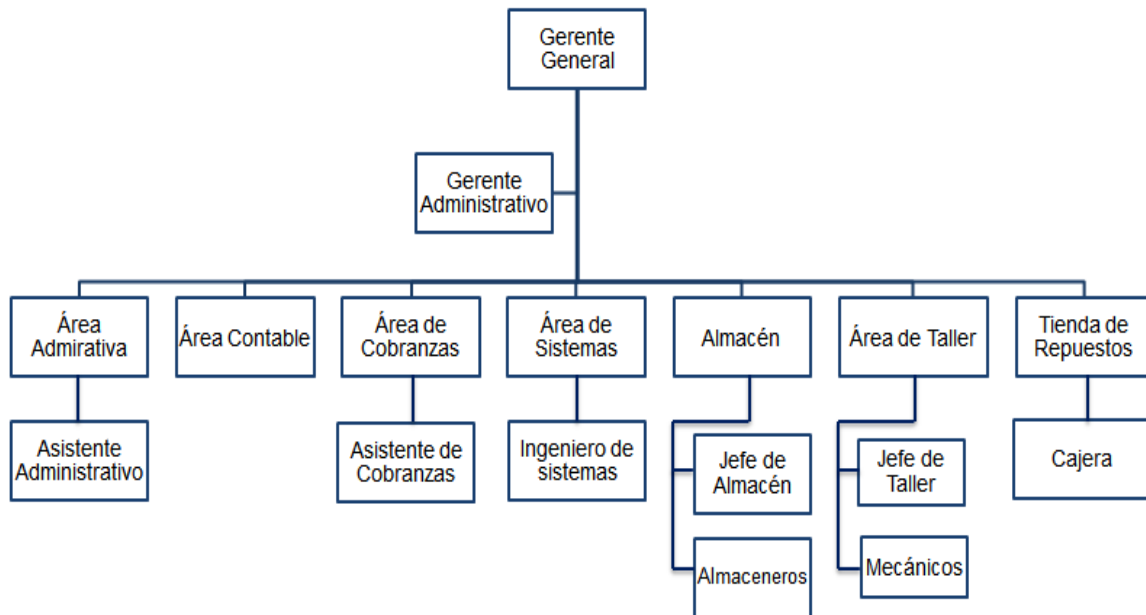 Gerente
General
Gerente
Administrativo
Área
Admirativa
Área Contable
Área de
Cobranzas
Área de
Sistemas
Almacén
Área de Taller
Tienda de
Repuestos
Asistente
Administrativo
Asistente de
Cobranzas
Ingeniero de
sistemas
Jefe de
Almacén
Jefe de
Taller
Cajera
Almaceneros
Mecánicos